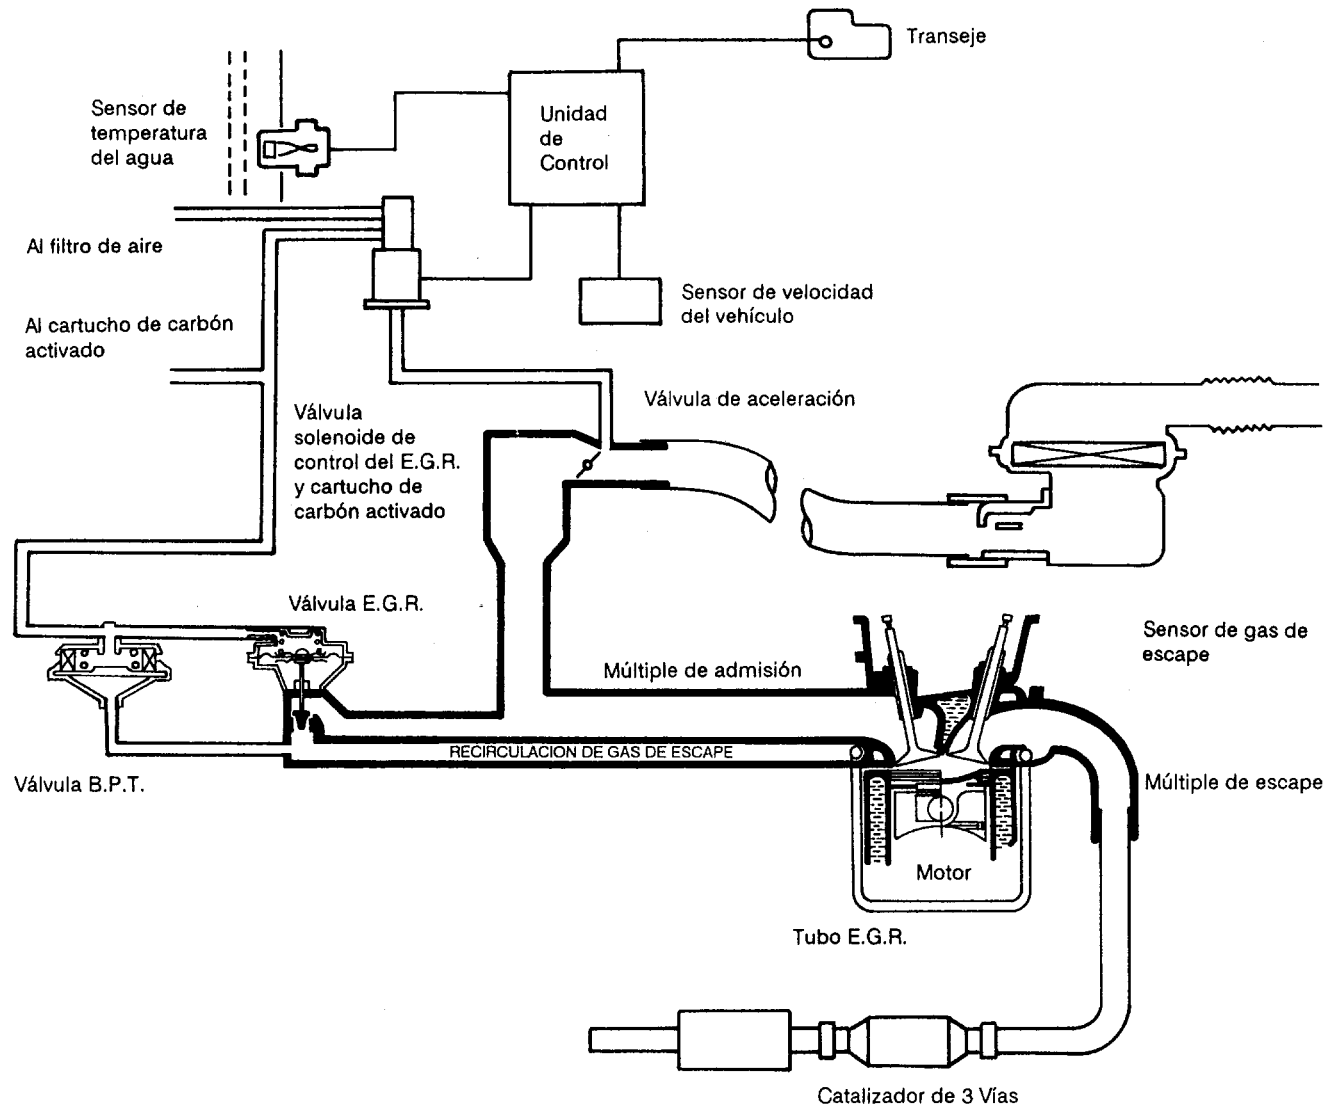 Transeje
Sensor de
temperatura
del agua
Unidad
de
Control
Al filtro de aire
Sensor de velocidad
del vehículo
Al cartucho de carbón
activado
Válvula de aceleración
Válvula
solenoide de
control del E.G.R.
y cartucho de
carbón activado
Válvula E.G.R.
Sensor de gas de
escape
Múltiple de admisión
RECIRCULACION DE GAS DE ESCAPE
Válvula B.P.T.
Múltiple de escape
Motor
Tubo E.G.R.
Catalizador de 3 Vías